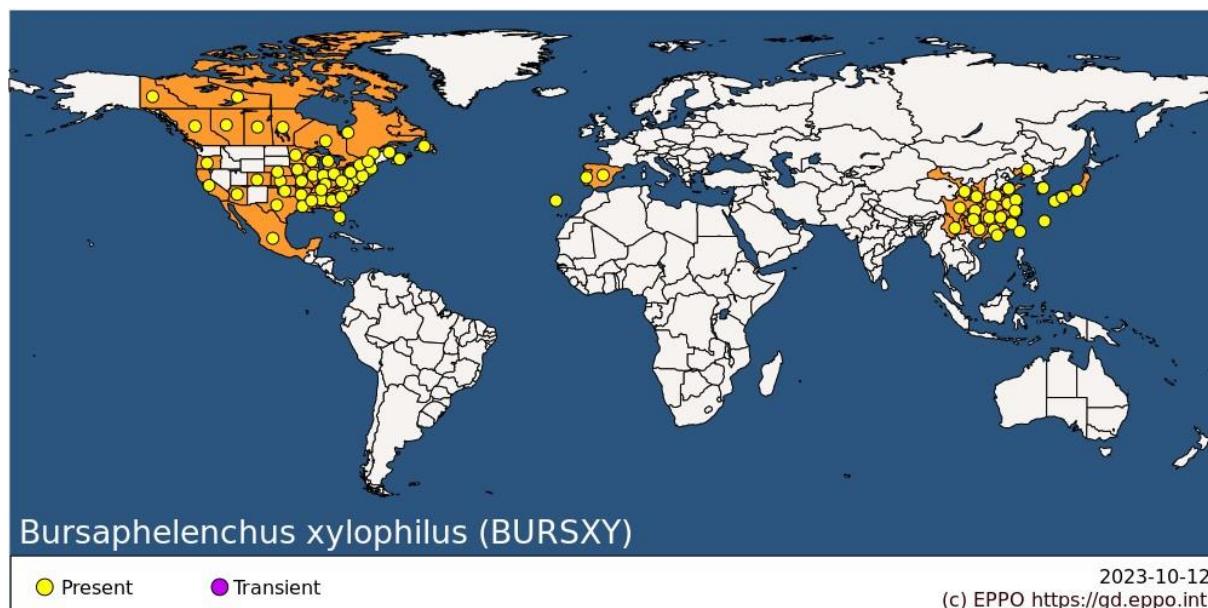 Bursaphelenchus xylophilus (BURSXY)
Present
Transient
2023-10-12
(c) EPPO https://gd.eppo.int